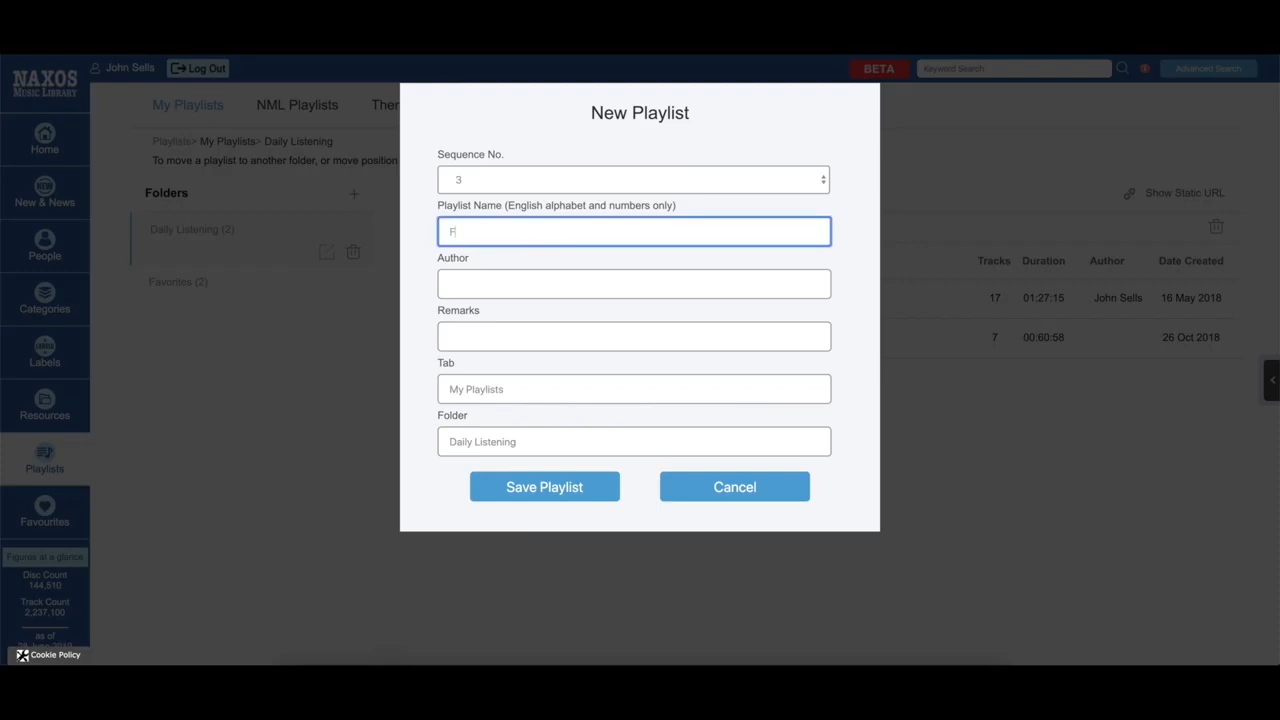 NAXOS
MUSIC LIBRARY
John Sells
Log Out
BETA
Keyword Search
Advanced Search
My Playlists
NML Playlists
Ther
Playlists> My Playlists> Daily Listening
To move a playlist to another folder, or move position
Folders
Daily Listening (2)
Favorites (2)
Home
NEW
New & News
People
Categories
Labels
Resources
Playlists
Favourites
Figures at a glance
Disc Count
144,510
Track Count
2,237,100
as of
Cookie Policy
New Playlist
Sequence No.
3
Playlist Name (English alphabet and numbers only)
F
Author
Remarks
Tab
My Playlists
Folder
Daily Listening
Save Playlist
Cancel
Show Static URL
Tracks Duration Author Date Created
17 01:27:15 John Sells 16 May 2018
7 00:60:58 26 Oct 2018